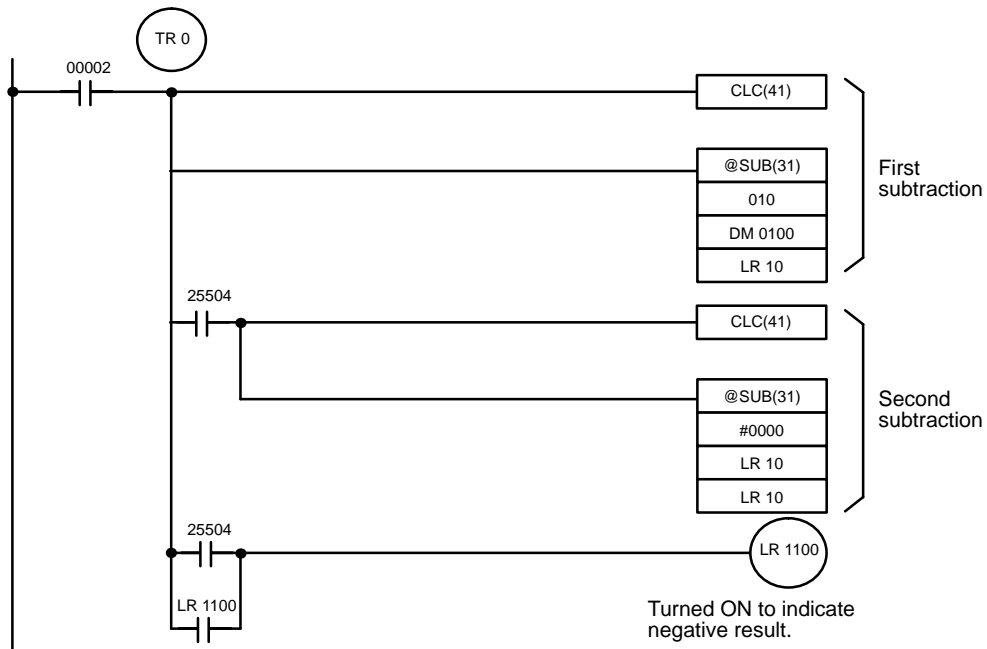 TR 0
00002
CLC(41)
@SUB(31)
010
DM 0100
LR 10
First
subtraction
25504
CLC(41)
@SUB(31)
#0000
LR 10
LR 10
Second
subtraction
25504
LR 1100
LR 1100
Turned ON to indicate
negative result.